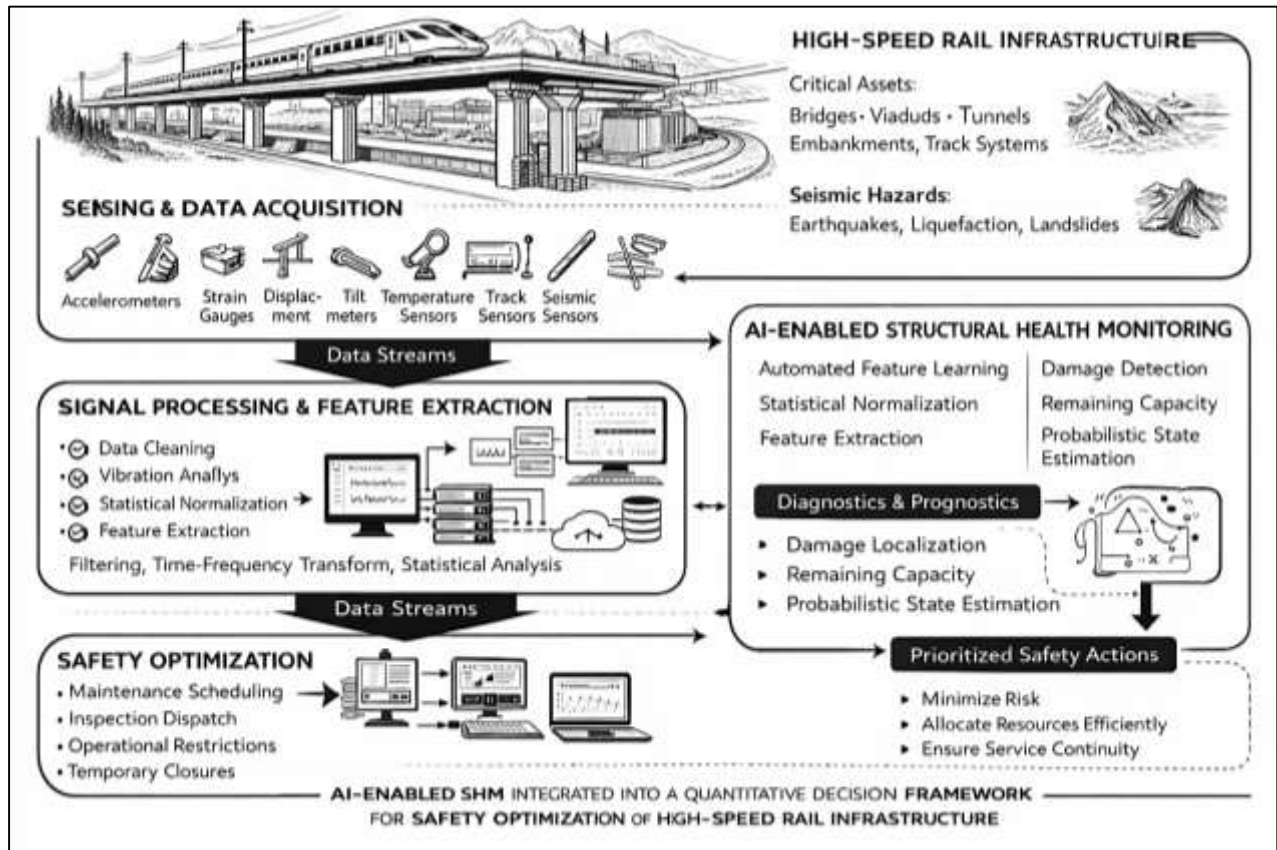 HIGH-SPEED RAIL INFRASTRUCTUIRE
Critical Assets:
Bridges · Viaduds · Tunnels
Embankments, Track Systems
Seismic Hazards:
Earthquakes, Liquefaction, Landslides
SEISING & DATA ACQUISITION
Accelerometers
Strain Gauges
Displac- ment
Tilt meters
Temperature Sensors
Track Sensors
Seismic Sensors
Data Streams
SIGNAL PROCESSING & FEATURE EXTRACTION
Data Cleaning
Vibration Anallys
Statistical Normalization
Feature Extraction
Filtering, Time-Frequency Transform, Statistical Analysis
AI-ENABLED STRUCTURAL HEALTH MONITORING
Automated Feature Learning
Statistical Normalization
Feature Extraction
Damage Detection
Remaining Capacity
Probabilistic State
Estimation
Diagnostics & Prognostics
▸ Damage Localization
▸ Remaining Capacity
▸ Probabilistic State Estimation
Data Streams
SAFETY OPTIMIZATION
• Maintenance Scheduling
• Inspection Dispatch
• Operational Restrictions
• Temporary Closures
Prioritized Safety Actions
▸ Minimize Risk
▸ Allocate Resources Efficiently
▸ Ensure Service Continuity
AI-ENABLED SHM INTEGRATED INTO A QUANTITATIVE DECISION FRAMEWORK
FOR SAFETY OPTIMIZATION OF HIGH-SPEED RAIL INFRASTRUCTURE